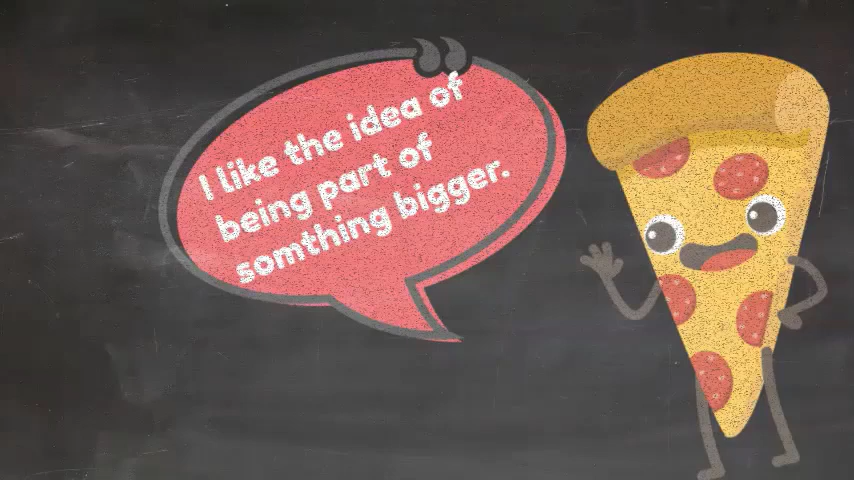 I like the idea of
being part of
somthing bigger.